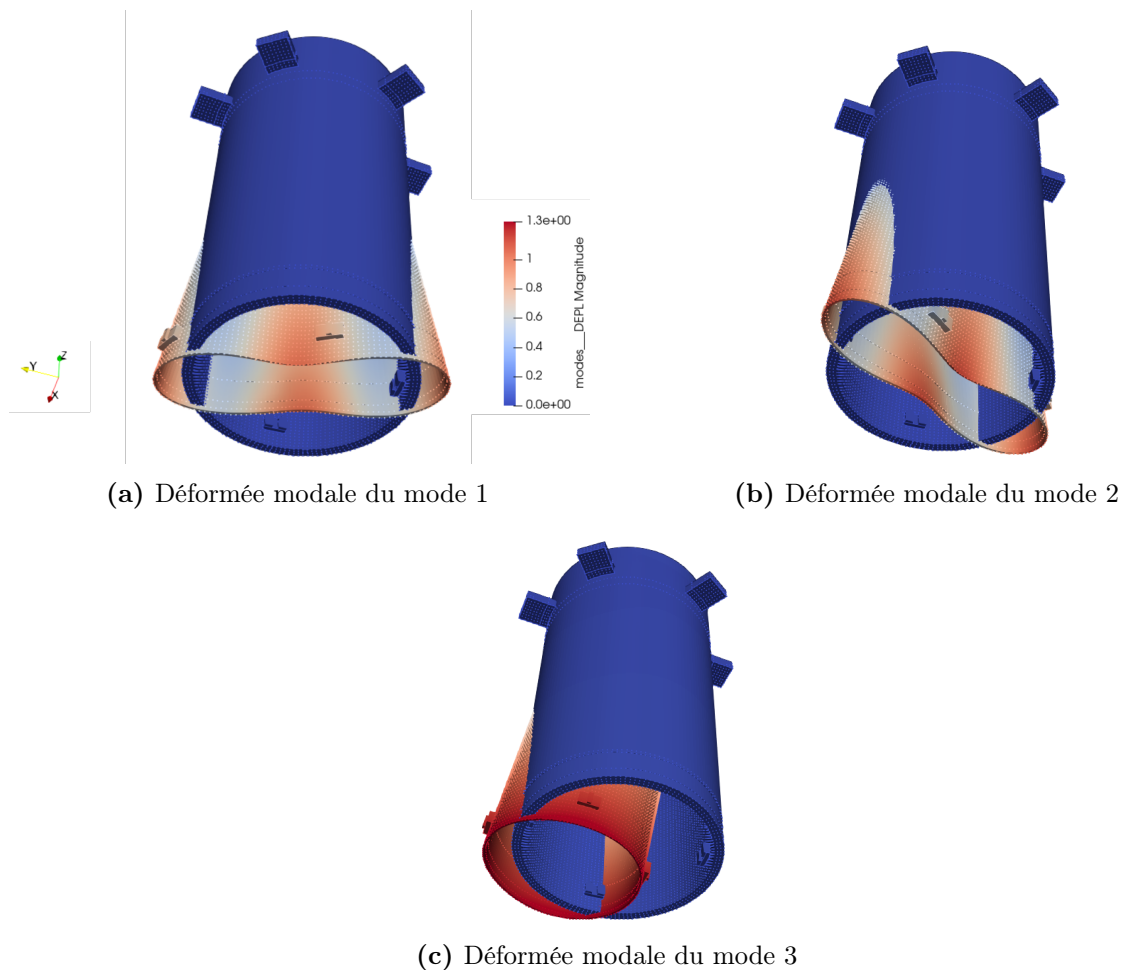 1.3e+00
1
0.8
0.6
0.4
0.2
0.0e+00
modes__DEPL Magnitude
Z
Y
X
(a) Déformée modale du mode 1
(b) Déformée modale du mode 2
(c) Déformée modale du mode 3